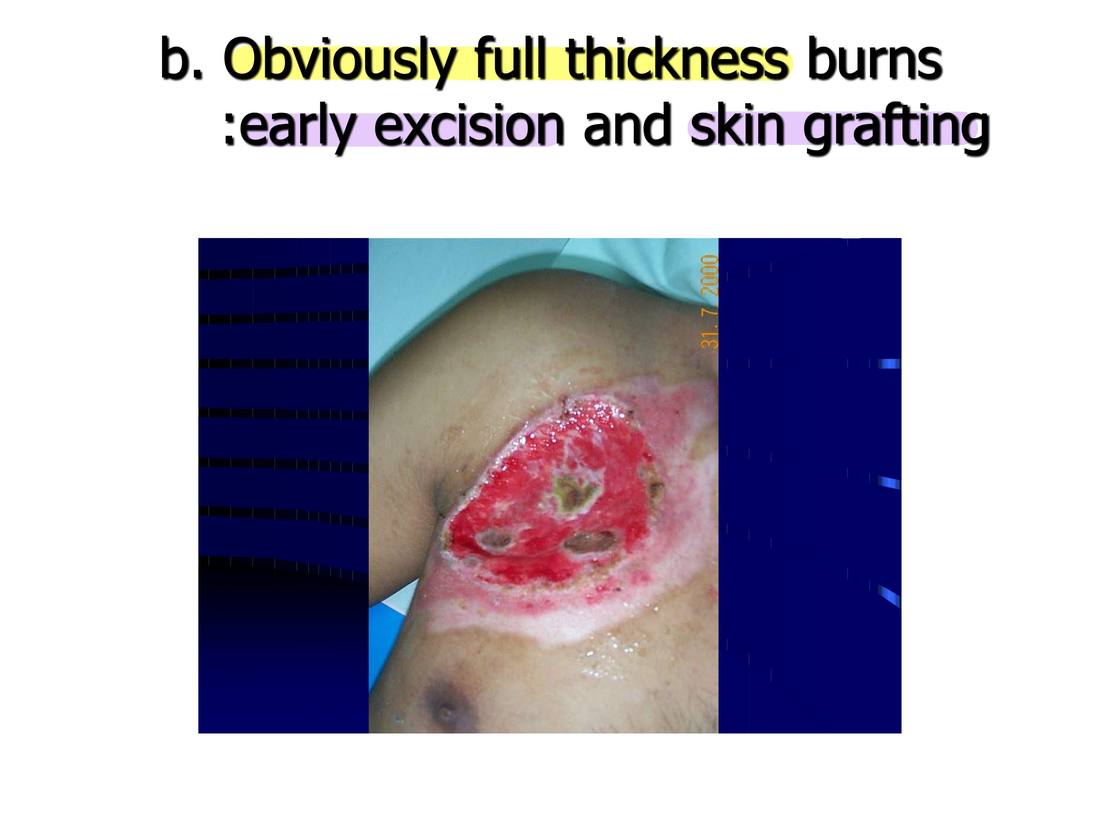 b. Obviously full thickness burns
:early excision and skin grafting
31. 7. 2000